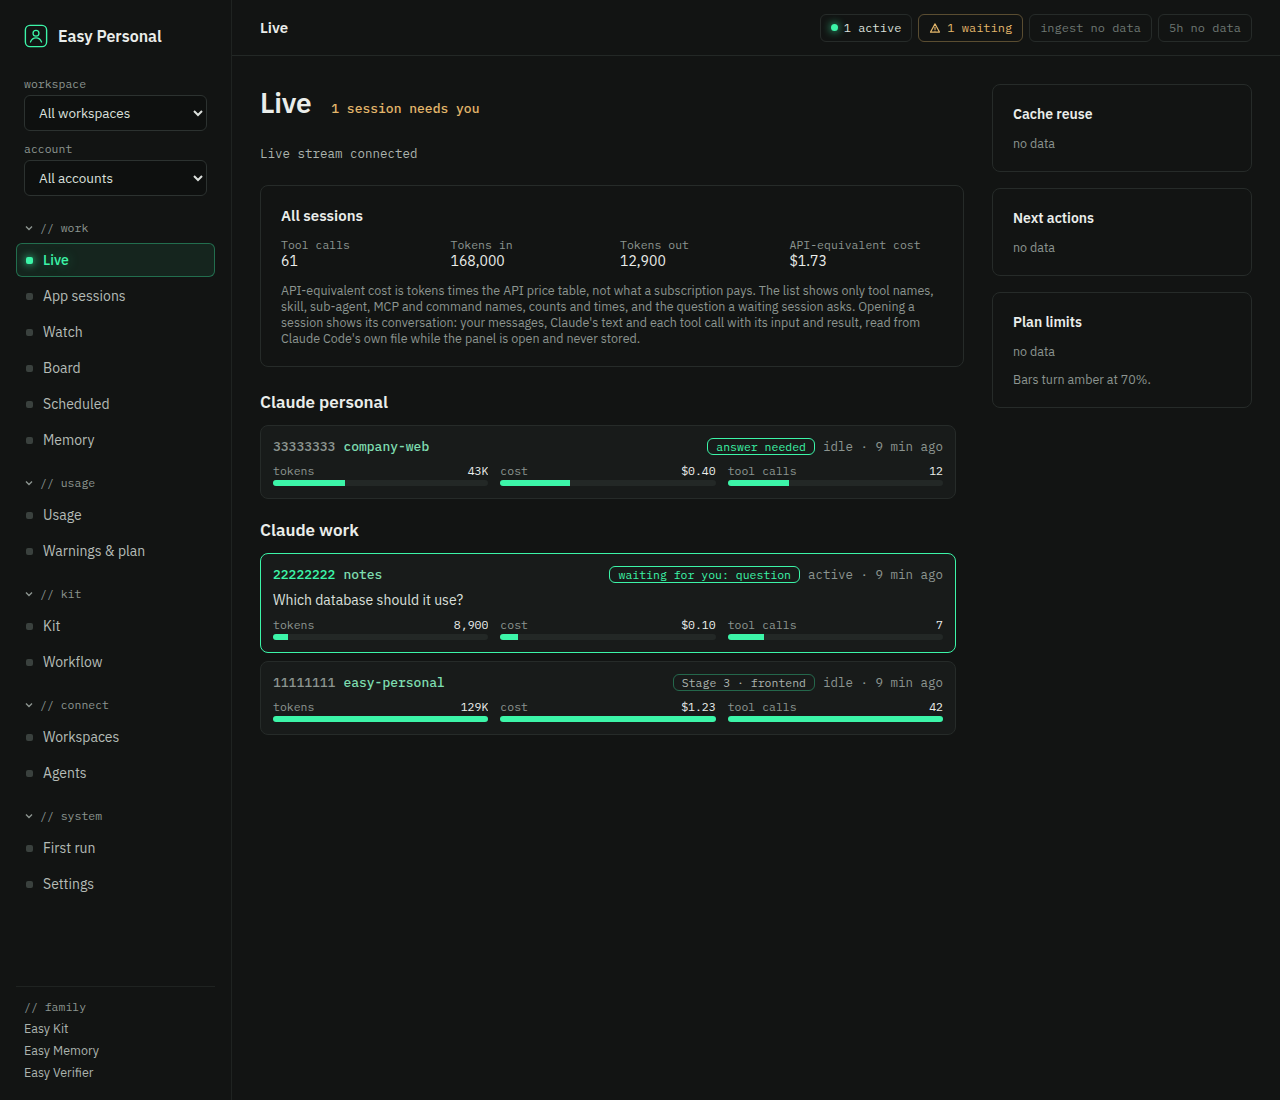 Easy Personal
workspace
All workspaces
account
All accounts
// work
Live
App sessions
Watch
Board
Scheduled
Memory
// usage
Usage
Warnings & plan
// kit
Kit
Workflow
// connect
Workspaces
Agents
// system
First run
Settings
// family
Easy Kit
Easy Memory
Easy Verifier
Live
1 active
1 waiting
ingest no data
5h no data
Live 1 session needs you
Live stream connected
All sessions
Tool calls Tokens in Tokens out API-equivalent cost
61 168,000 12,900 $1.73
API-equivalent cost is tokens times the API price table, not what a subscription pays. The list shows only tool names,
skill, sub-agent, MCP and command names, counts and times, and the question a waiting session asks. Opening a
session shows its conversation: your messages, Claude's text and each tool call with its input and result, read from
Claude Code's own file while the panel is open and never stored.
Claude personal
33333333 company-web answer needed idle · 9 min ago
tokens 43K cost $0.40 tool calls 12
Claude work
22222222 notes waiting for you: question active · 9 min ago
Which database should it use?
tokens 8,900 cost $0.10 tool calls 7
11111111 easy-personal Stage 3 · frontend idle · 9 min ago
tokens 129K cost $1.23 tool calls 42
Cache reuse
no data
Next actions
no data
Plan limits
no data
Bars turn amber at 70%.